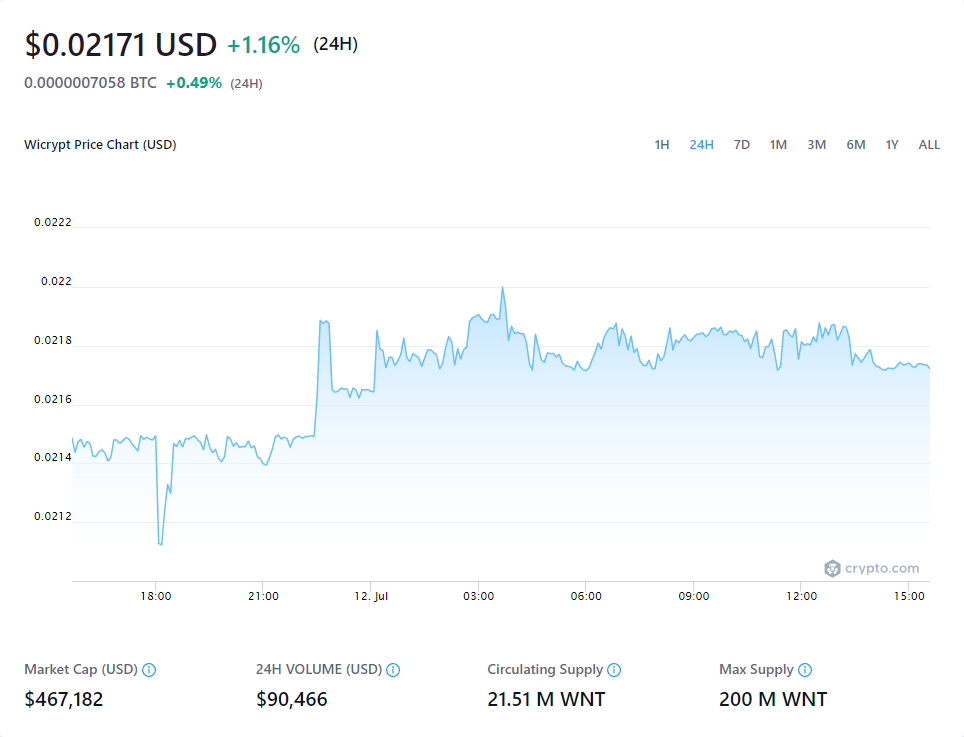 $0.02171 USD +1.16% (24H)
0.0000007058 BTC +0.49% (24H)
Wicrypt Price Chart (USD) 1H 24H 7D 1M 3M 6M 1Y ALL
0.0222
0.022
0.0218
0.0216
0.0214
0.0212
crypto.com
18:00 21:00 12. Jul 03:00 06:00 09:00 12:00 15:00
Market Cap (USD) 24H VOLUME (USD) Circulating Supply Max Supply
$467,182 $90,466 21.51 M WNT 200 M WNT